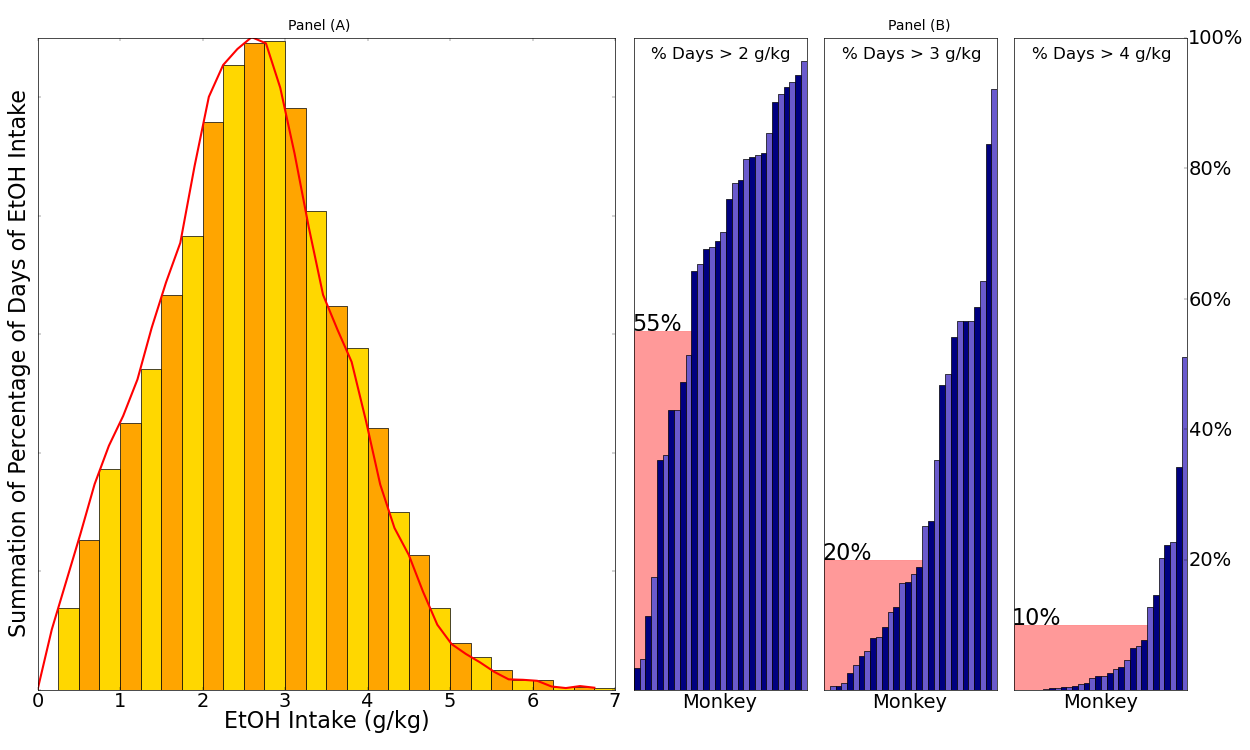 Panel (A)
Panel (B)
Summation of Percentage of Days of EtOH Intake
0 1 2 3 4 5 6 7
EtOH Intake (g/kg)
% Days > 2 g/kg
% Days > 3 g/kg
% Days > 4 g/kg
55%
20%
10%
Monkey
Monkey
Monkey
100%
80%
60%
40%
20%